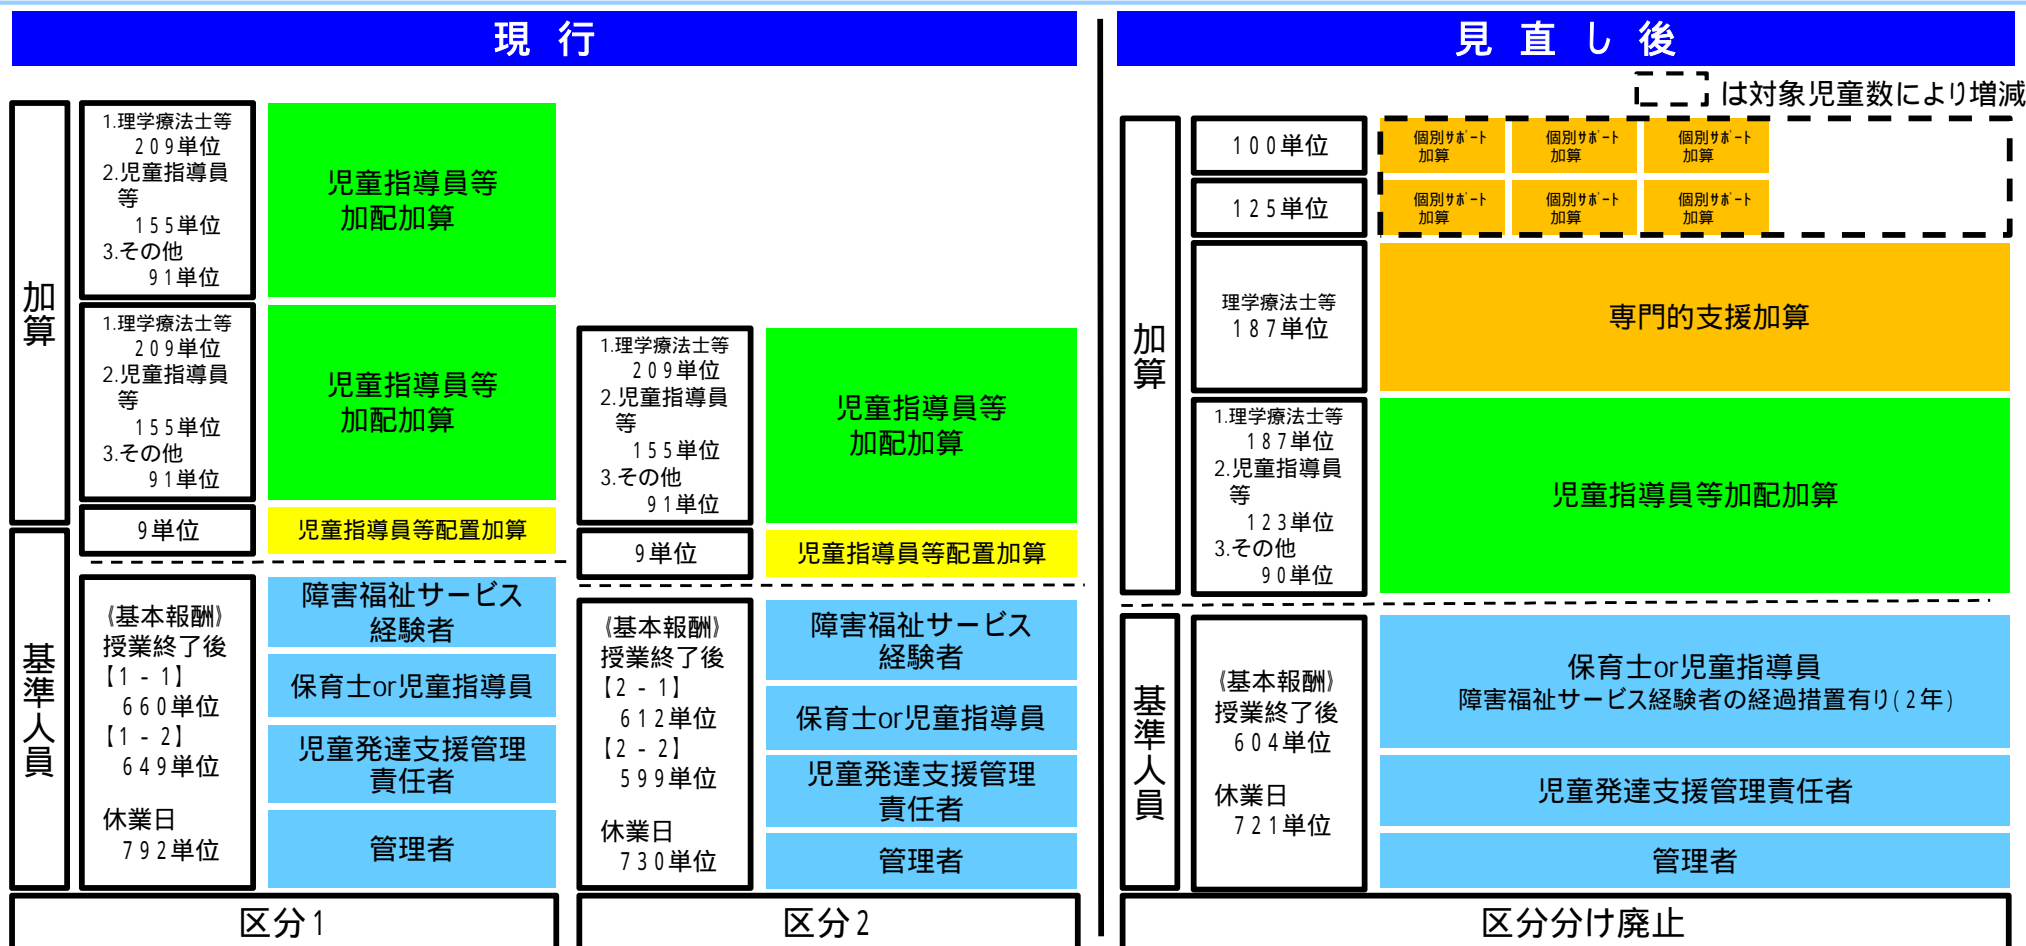 現行
加算
1.理学療法士等
209単位
2.児童指導員
等
155単位
3.その他
91単位
児童指導員等
加配加算
1.理学療法士等
209単位
2.児童指導員
等
155単位
3.その他
91単位
児童指導員等
加配加算
9単位
児童指導員等配置加算
基準人員
《基本報酬》
授業終了後
【1-1】
660単位
【1-2】
649単位
休業日
792単位
障害福祉サービス
経験者
保育士or児童指導員
児童発達支援管理
責任者
管理者
区分1
1.理学療法士等
209単位
2.児童指導員
等
155単位
3.その他
91単位
児童指導員等
加配加算
9単位
児童指導員等配置加算
《基本報酬》
授業終了後
【2-1】
612単位
【2-2】
599単位
休業日
730単位
障害福祉サービス
経験者
保育士or児童指導員
児童発達支援管理
責任者
管理者
区分2
見直し後
は対象児童数により増減
加算
100単位
個別サポート
加算
個別サポート
加算
個別サポート
加算
125単位
個別サポート
加算
個別サポート
加算
個別サポート
加算
理学療法士等
187単位
専門的支援加算
1.理学療法士等
187単位
2.児童指導員
等
123単位
3.その他
90単位
児童指導員等加配加算
基準人員
《基本報酬》
授業終了後
604単位
休業日
721単位
保育士or児童指導員
障害福祉サービス経験者の経過措置有り(2年)
児童発達支援管理責任者
管理者
区分分け廃止